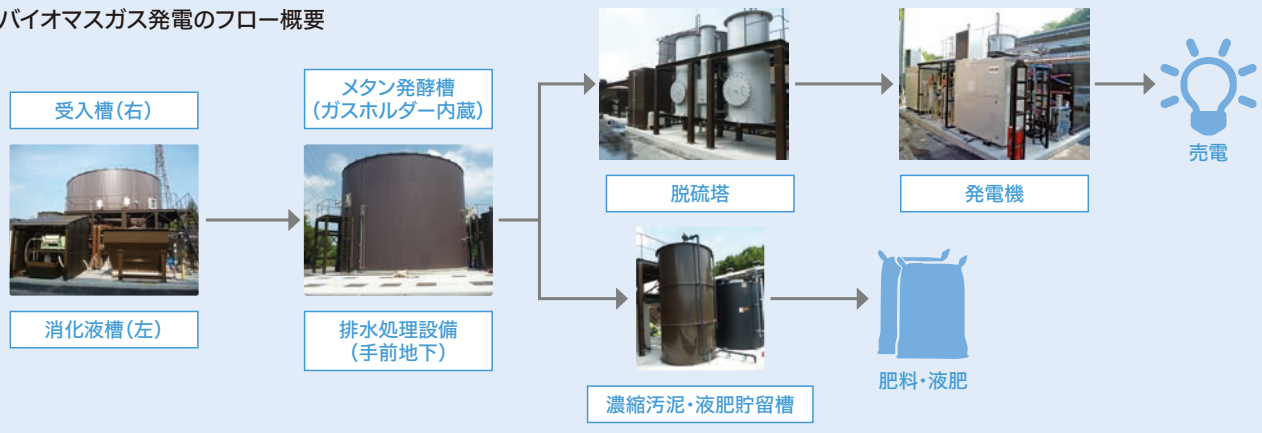 バイオマスガス発電のフロー概要
受入槽(右)
消化液槽(左)
メタン発酵槽
(ガスホルダー内蔵)
排水処理設備
(手前地下)
脱硫塔
発電機
売電
濃縮汚泥・液肥貯留槽
肥料・液肥